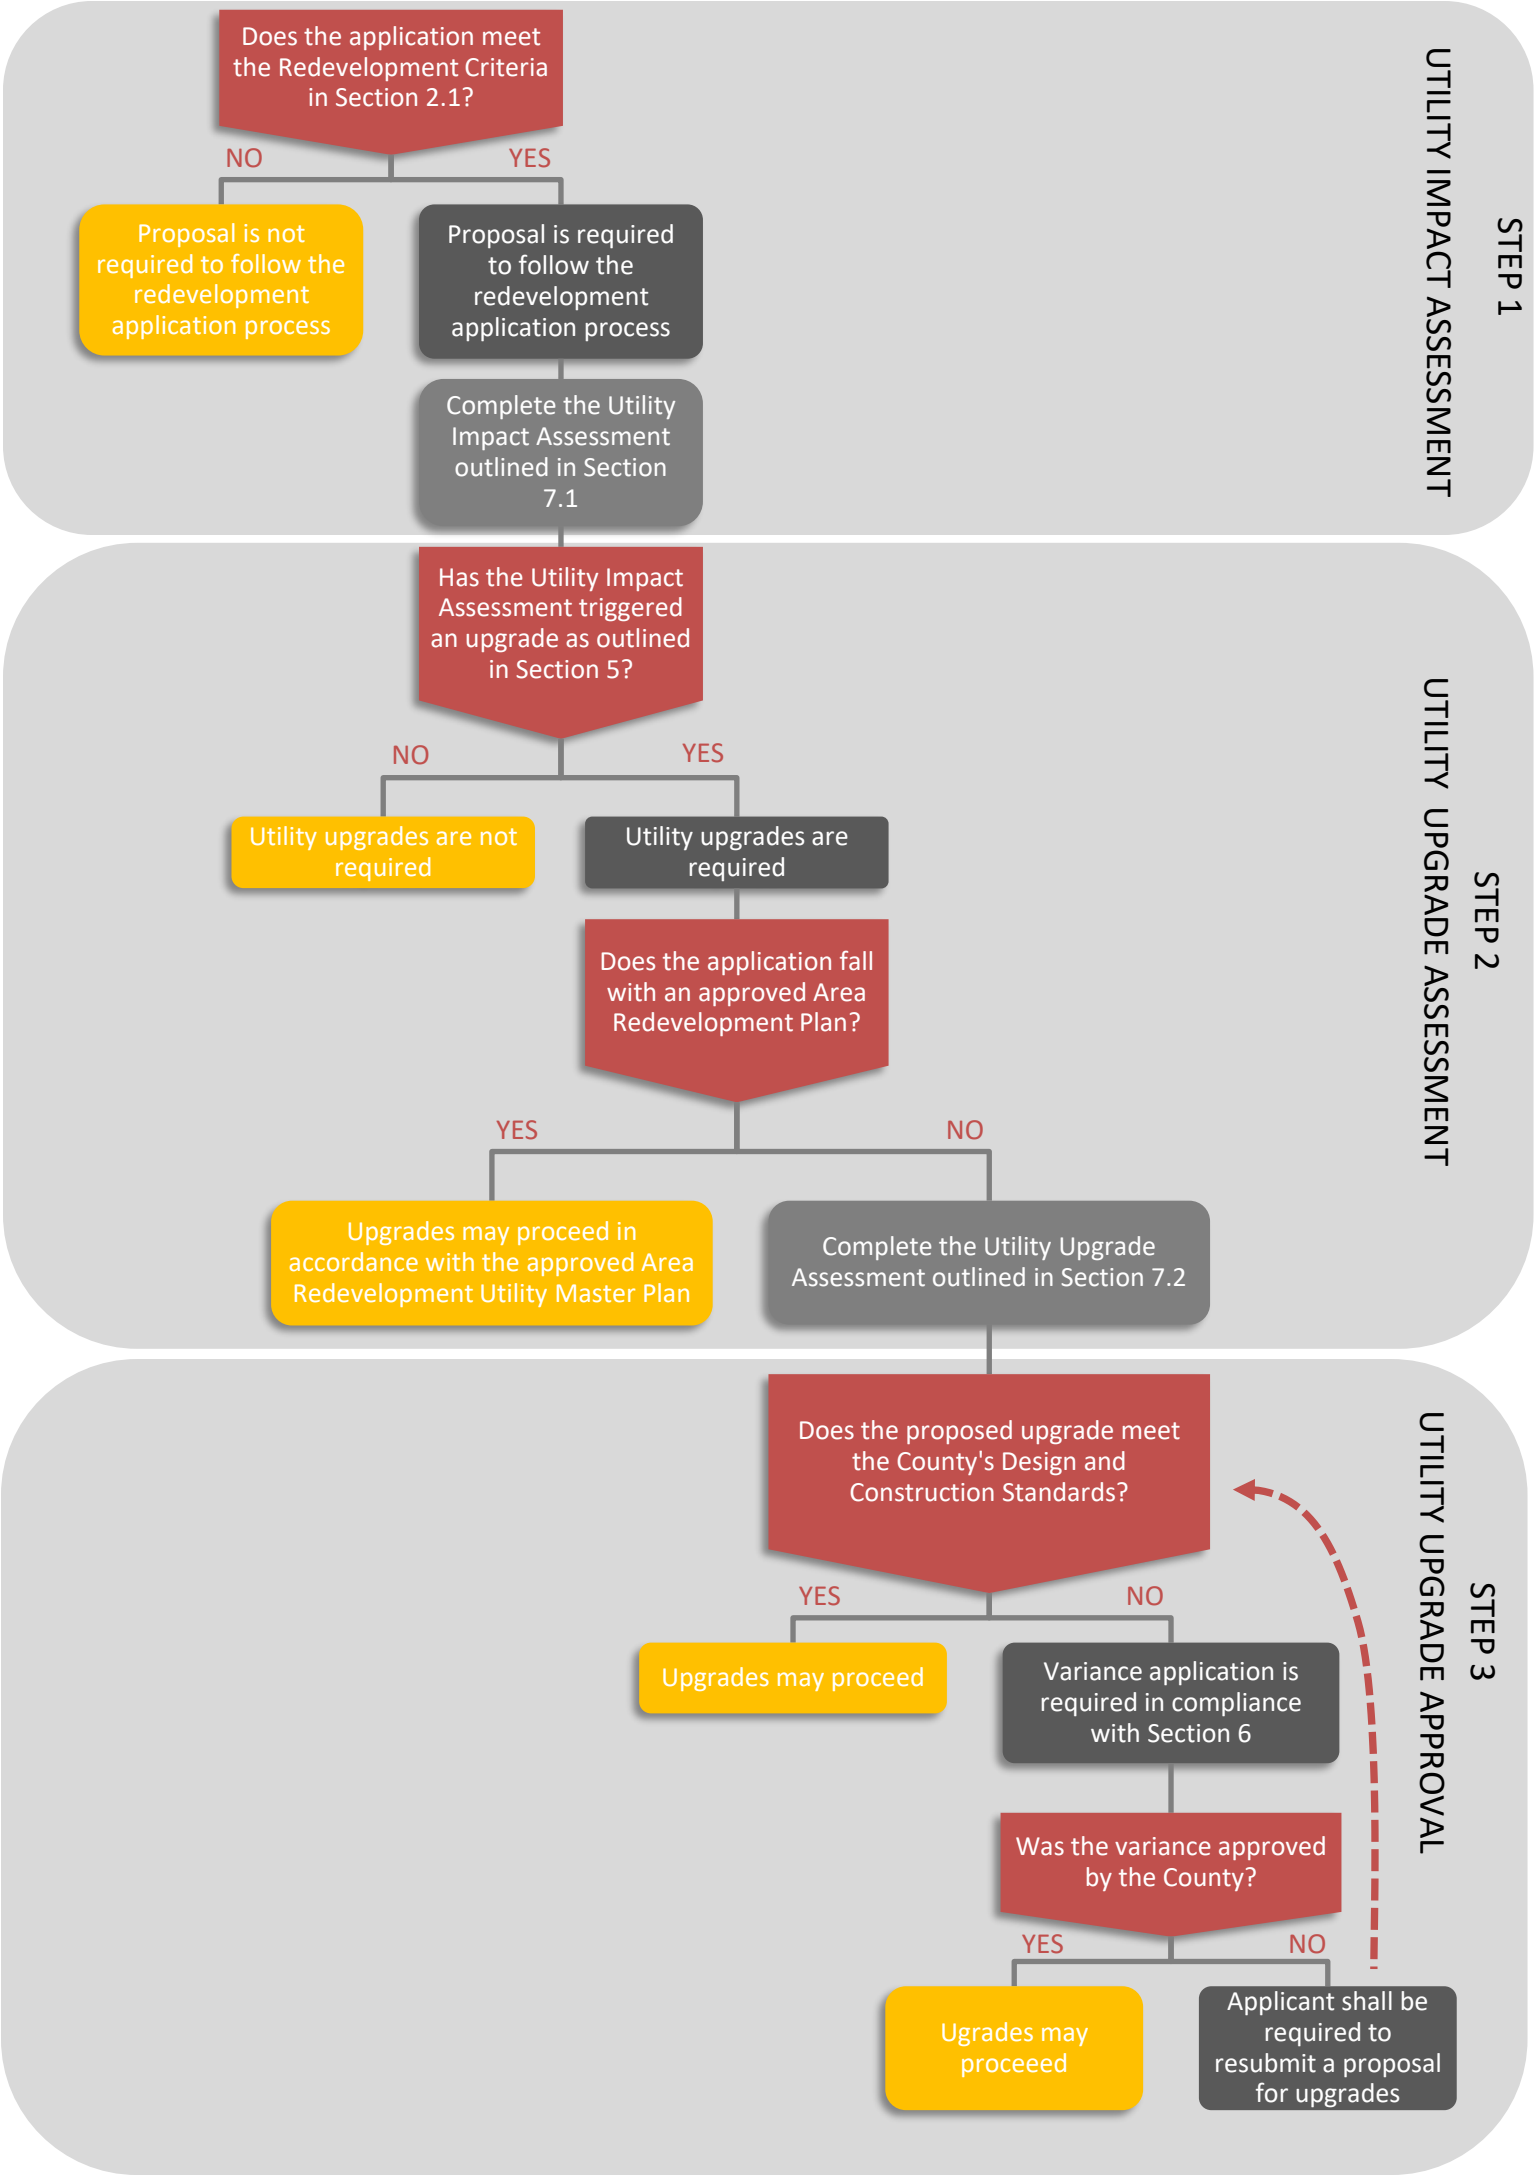 Does the application meet
the Redevelopment Criteria
in Section 2.1?
NO
YES
Proposal is not
required to follow the
redevelopment
application process
Proposal is required
to follow the
redevelopment
application process
Complete the Utility
Impact Assessment
outlined in Section
7.1
STEP 1
UTILITY IMPACT ASSESSMENT
Has the Utility Impact
Assessment triggered
an upgrade as outlined
in Section 5?
NO
YES
Utility upgrades are not
required
Utility upgrades are
required
Does the application fall
with an approved Area
Redevelopment Plan?
YES
NO
Upgrades may proceed in
accordance with the approved Area
Redevelopment Utility Master Plan
Complete the Utility Upgrade
Assessment outlined in Section 7.2
STEP 2
UTILITY UPGRADE ASSESSMENT
Does the proposed upgrade meet
the County's Design and
Construction Standards?
YES
NO
Upgrades may proceed
Variance application is
required in compliance
with Section 6
Was the variance approved
by the County?
YES
NO
Ugrades may
proceeed
Applicant shall be
required to
resubmit a proposal
for upgrades
STEP 3
UTILITY UPGRADE APPROVAL